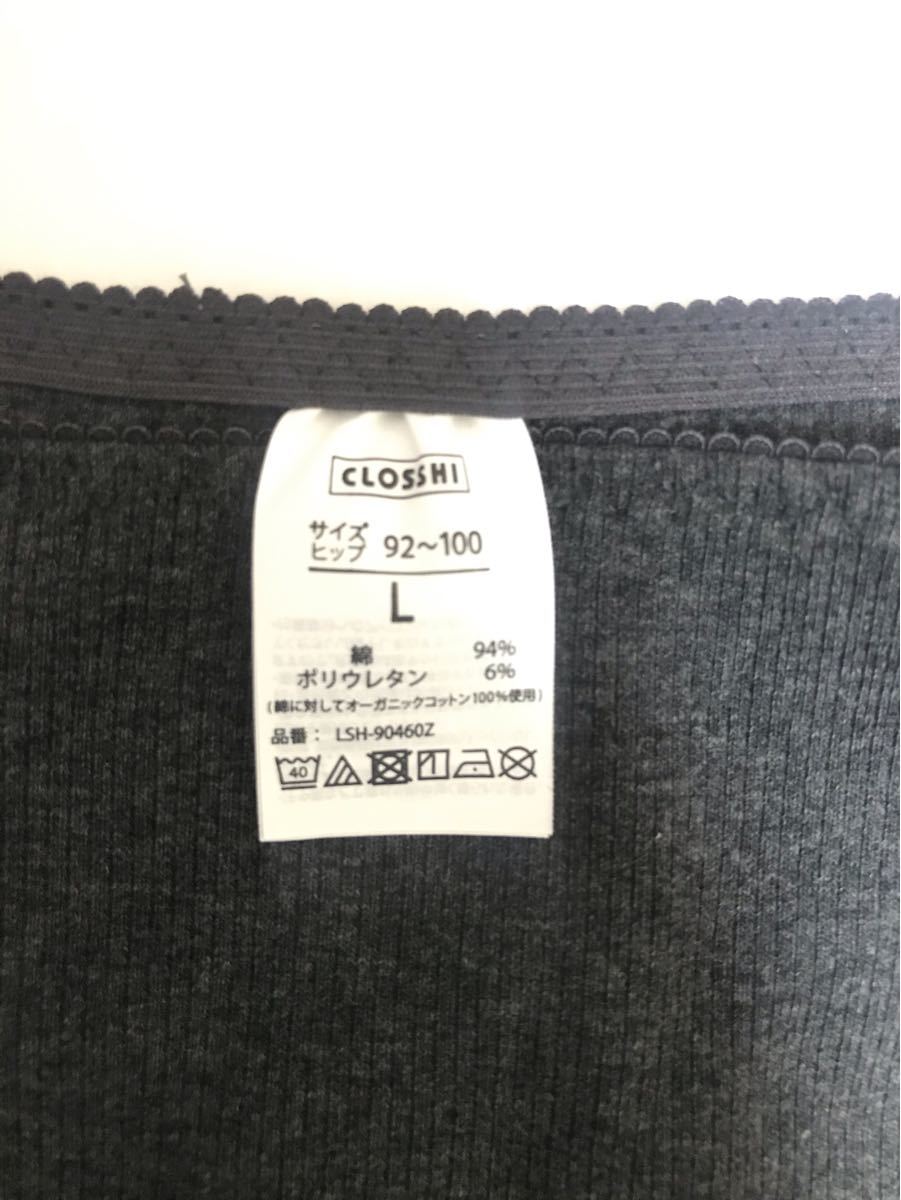 CLOSSHI
サイズ
ヒップ 92〜100
L
綿 94%
ポリウレタン 6%
(綿に対してオーガニックコットン100%使用)
品番： LSH-90460Z
40